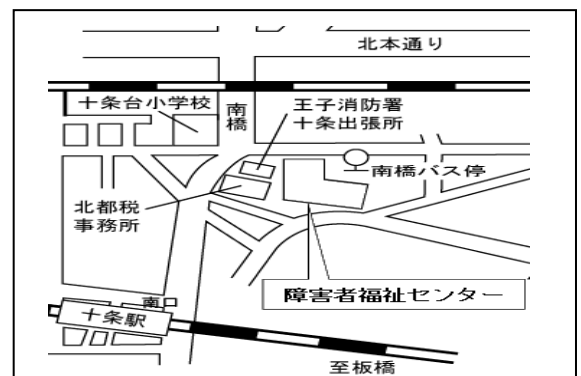 北本通り
十条台小学校
南橋
王子消防署
十条出張所
南橋バス停
北都税
事務所
障害者福祉センター
南口
十条駅
至板橋